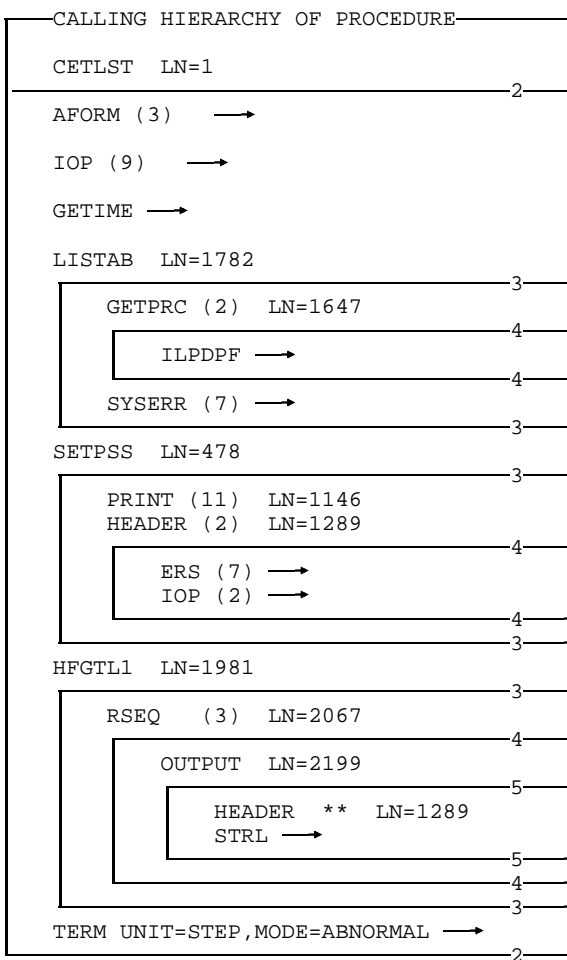 CALLING HIERARCHY OF PROCEDURE
CETLST LN=1
2
AFORM (3) →
IOP (9) →
GETIME →
LISTAB LN=1782
3
GETPRC (2) LN=1647
4
ILPDPF →
4
SYSERR (7) →
3
SETPSS LN=478
3
PRINT (11) LN=1146
HEADER (2) LN=1289
4
ERS (7) →
IOP (2) →
4
3
HFGTL1 LN=1981
3
RSEQ (3) LN=2067
4
OUTPUT LN=2199
5
HEADER ** LN=1289
STRL →
5
4
3
TERM UNIT=STEP,MODE=ABNORMAL →
2